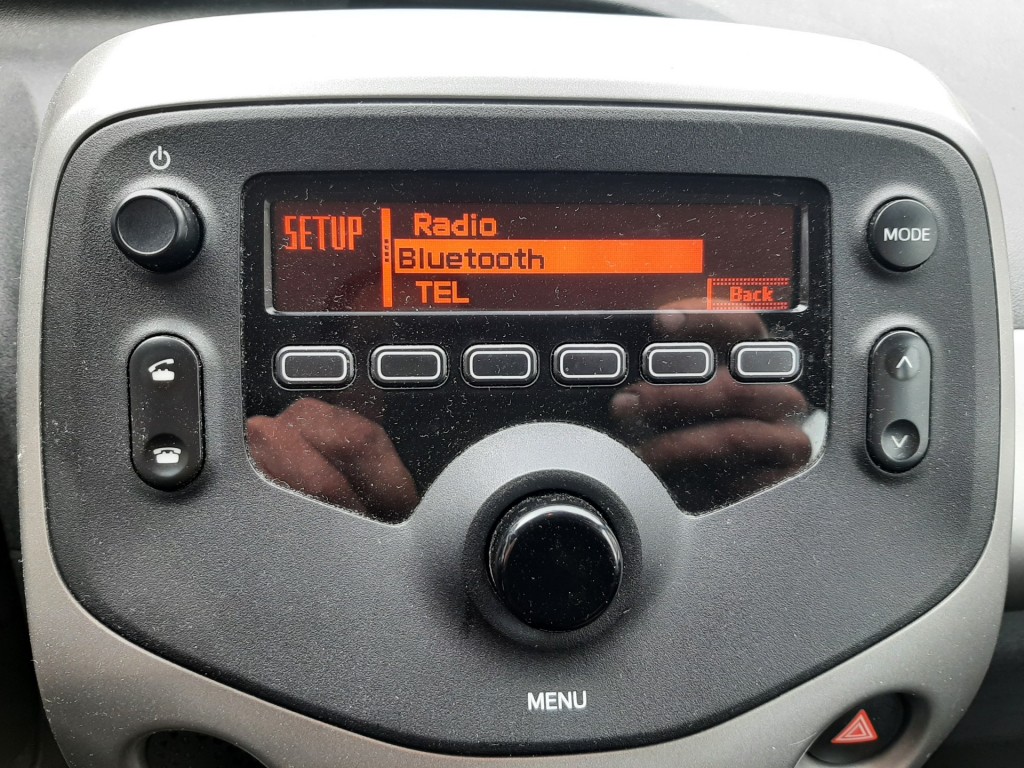 SETUP
Radio
Bluetooth
TEL
Back
MODE
MENU